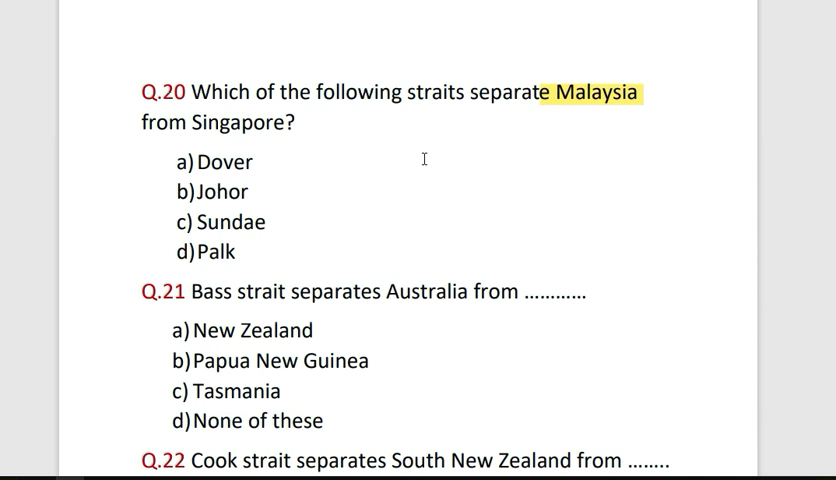 Q.20 Which of the following straits separate Malaysia
from Singapore?
a) Dover
b) Johor
c) Sundae
d) Palk
Q.21 Bass strait separates Australia from ............
a) New Zealand
b) Papua New Guinea
c) Tasmania
d) None of these
Q.22 Cook strait separates South New Zealand from ........